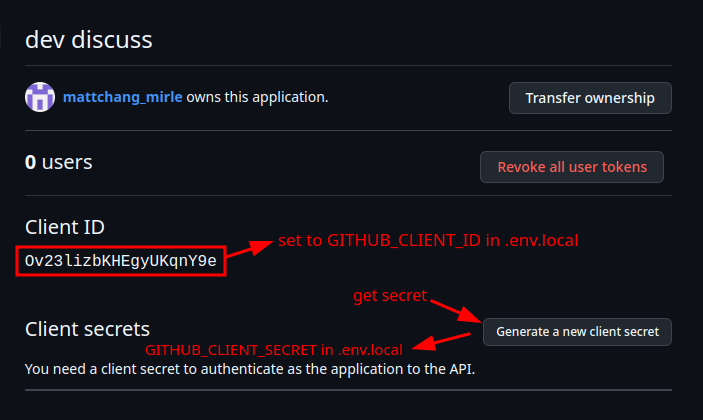 dev discuss
mattchang_mirle owns this application.
Transfer ownership
0 users
Revoke all user tokens
Client ID
Ov23lizbKHEgyUKqnY9e
set to GITHUB_CLIENT_ID in .env.local
get secret
Client secrets
Generate a new client secret
GITHUB_CLIENT_SECRET in .env.local
You need a client secret to authenticate as the application to the API.